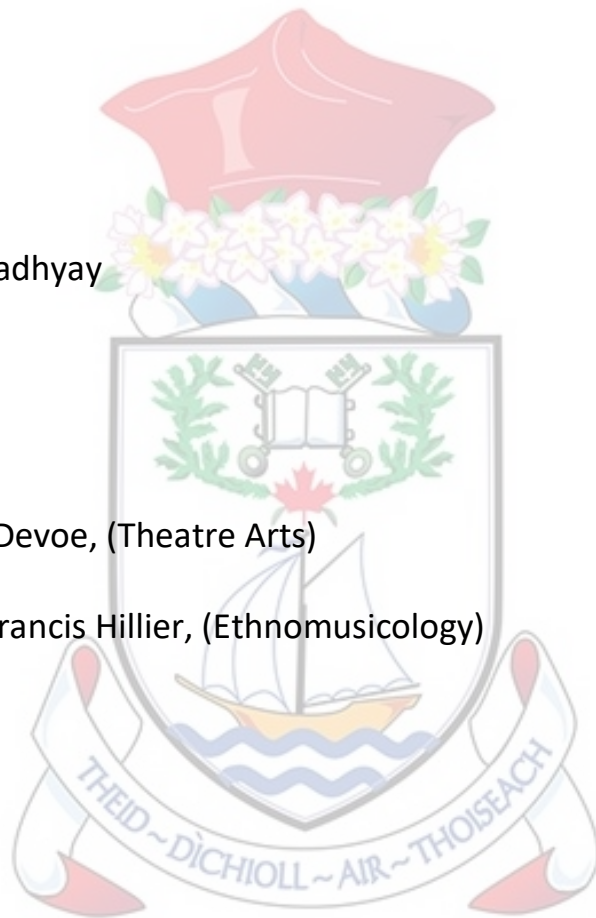 adhyay
Devoe, (Theatre Arts)
rancis Hillier, (Ethnomusicology)
THEID ~ DÌCHIOLL ~ AIR ~ THOISEACH